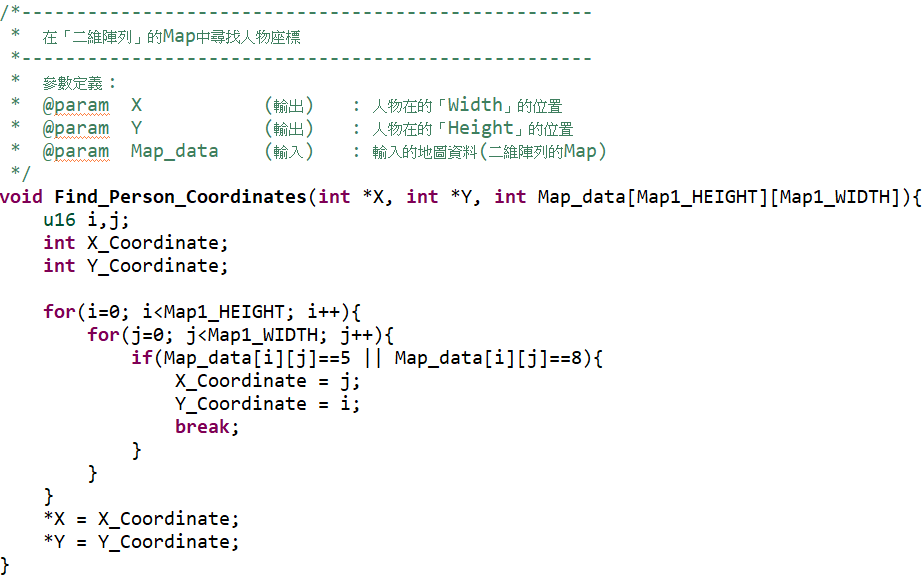 /*----------------------------------------------------
 *  在「二維陣列」的Map中尋找人物座標
 *----------------------------------------------------
 *  參數定義：
 *  @param  X           (輸出)   : 人物在的「Width」的位置
 *  @param  Y           (輸出)   : 人物在的「Height」的位置
 *  @param  Map_data    (輸入)   : 輸入的地圖資料(二維陣列的Map)
 */
void Find_Person_Coordinates(int *X, int *Y, int Map_data[Map1_HEIGHT][Map1_WIDTH]){
    u16 i,j;
    int X_Coordinate;
    int Y_Coordinate;

    for(i=0; i<Map1_HEIGHT; i++){
        for(j=0; j<Map1_WIDTH; j++){
            if(Map_data[i][j]==5 || Map_data[i][j]==8){
                X_Coordinate = j;
                Y_Coordinate = i;
                break;
            }
        }
    }
    *X = X_Coordinate;
    *Y = Y_Coordinate;
}